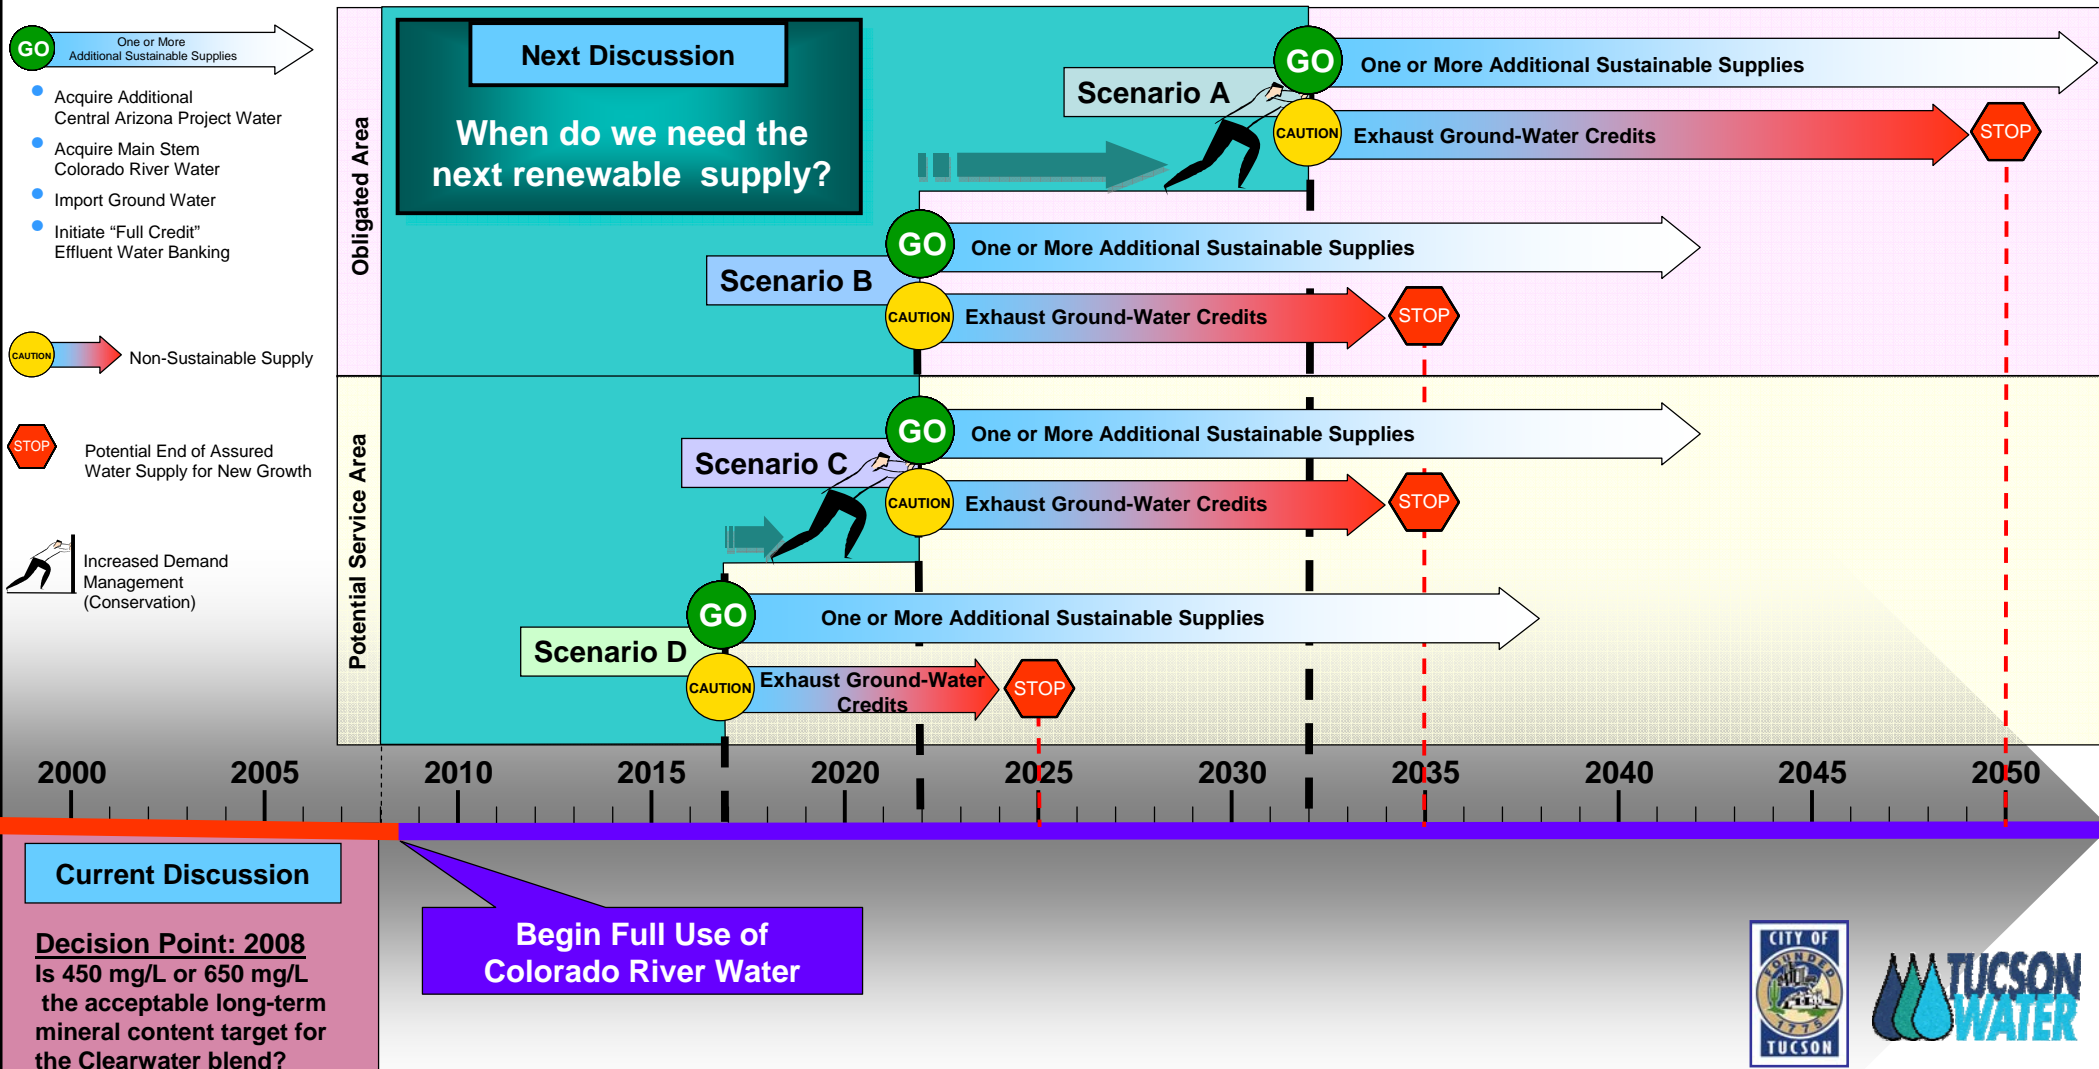 GO
One or More
Additional Sustainable Supplies
Acquire Additional
Central Arizona Project Water
Acquire Main Stem
Colorado River Water
Import Ground Water
Initiate “Full Credit”
Effluent Water Banking
CAUTION
Non-Sustainable Supply
STOP
Potential End of Assured
Water Supply for New Growth
Increased Demand
Management
(Conservation)
Obligated Area
Potential Service Area
Next Discussion
When do we need the
next renewable supply?
Scenario A
GO
One or More Additional Sustainable Supplies
CAUTION
Exhaust Ground-Water Credits
STOP
Scenario B
GO
One or More Additional Sustainable Supplies
CAUTION
Exhaust Ground-Water Credits
STOP
Scenario C
GO
One or More Additional Sustainable Supplies
CAUTION
Exhaust Ground-Water Credits
STOP
Scenario D
GO
One or More Additional Sustainable Supplies
CAUTION
Exhaust Ground-Water
Credits
STOP
2000 2005 2010 2015 2020 2025 2030 2035 2040 2045 2050
Current Discussion
Decision Point: 2008
Is 450 mg/L or 650 mg/L
the acceptable long-term
mineral content target for
the Clearwater blend?
Begin Full Use of
Colorado River Water
CITY OF
FOUNDED
1775
TUCSON
TUCSON
WATER